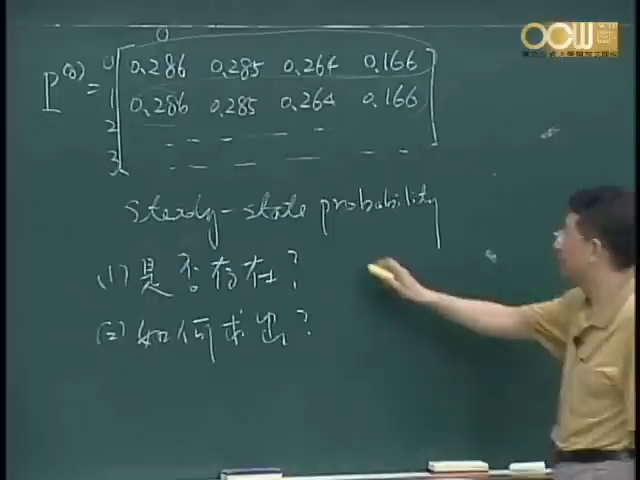 OCW
0
P⁽⁸⁾ = 0 0.286 0.285 0.264 0.166
1 0.286 0.285 0.264 0.166
2 — — — —
3 — — — —
steady-state probability
(1) 是否存在?
(2) 如何求出?